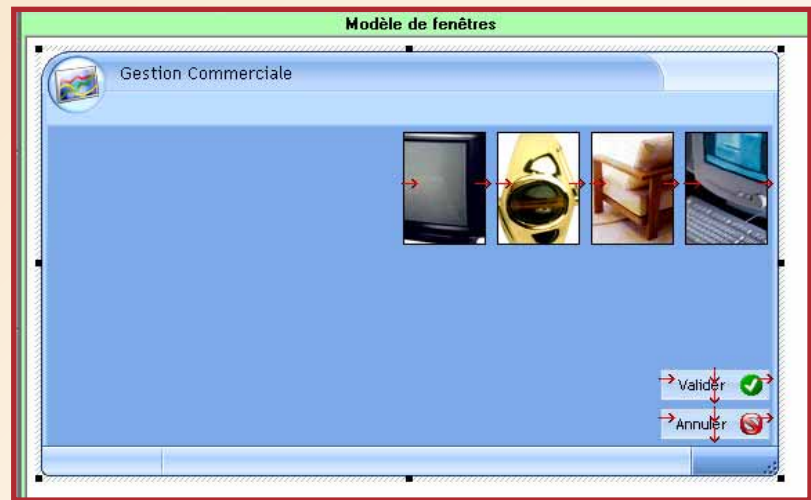 Modèle de fenêtres
Gestion Commerciale
Valider
Annuler